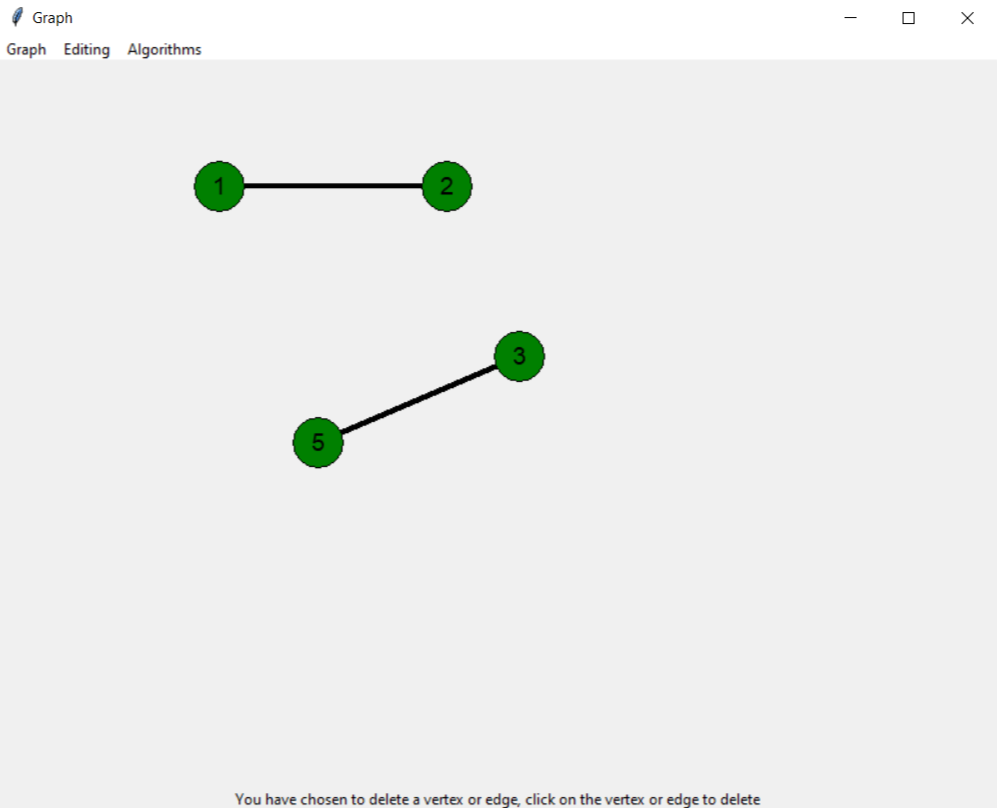 Graph
Graph Editing Algorithms
1 2
3
5
You have chosen to delete a vertex or edge, click on the vertex or edge to delete